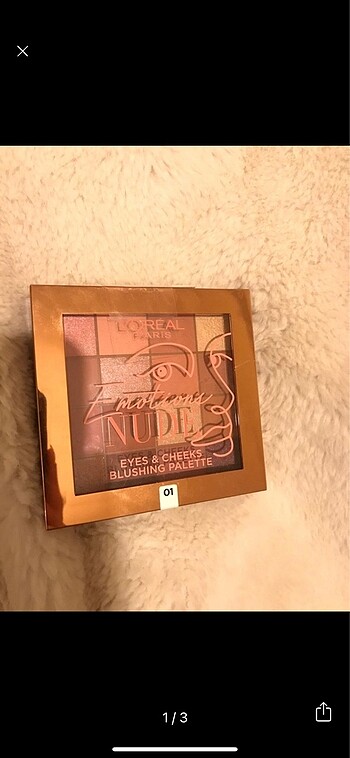 L'ORÉAL
PARIS
Emotions
NUDE
EYES & CHEEKS
BLUSHING PALETTE
01
1/3